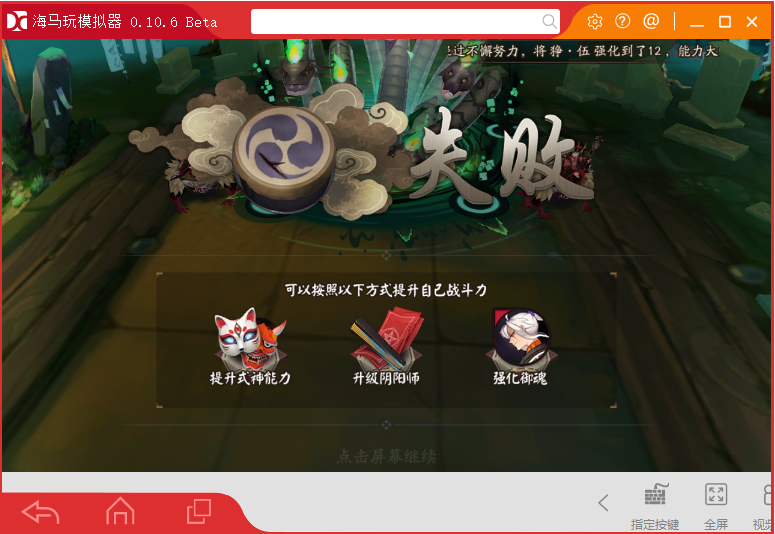 海马玩模拟器 0.10.6 Beta
过不懈努力，将 狰·伍 强化到了12，能力大
失败
可以按照以下方式提升自己战斗力
提升式神能力 升级阴阳师 强化御魂
点击屏幕继续
指定按键 全屏 视频